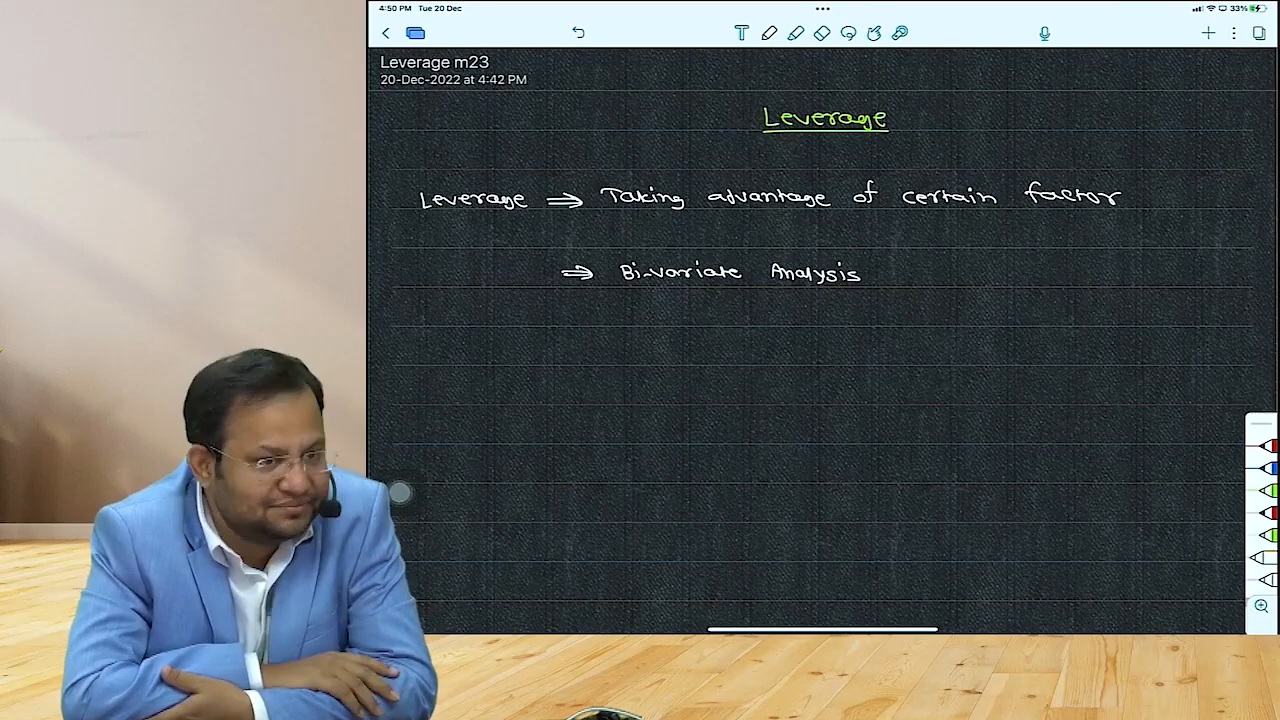 4:50 PM Tue 20 Dec
33%
Leverage m23
20-Dec-2022 at 4:42 PM
Leverage
Leverage ⇒ Taking advantage of certain factor
⇒ Bi-variate Analysis